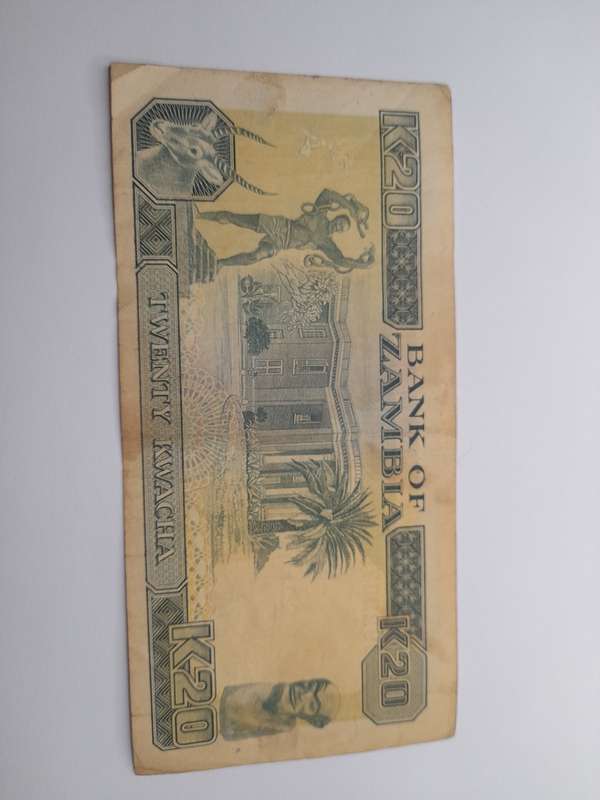 K20
BANK OF
ZAMBIA
K20
TWENTY KWACHA
K20